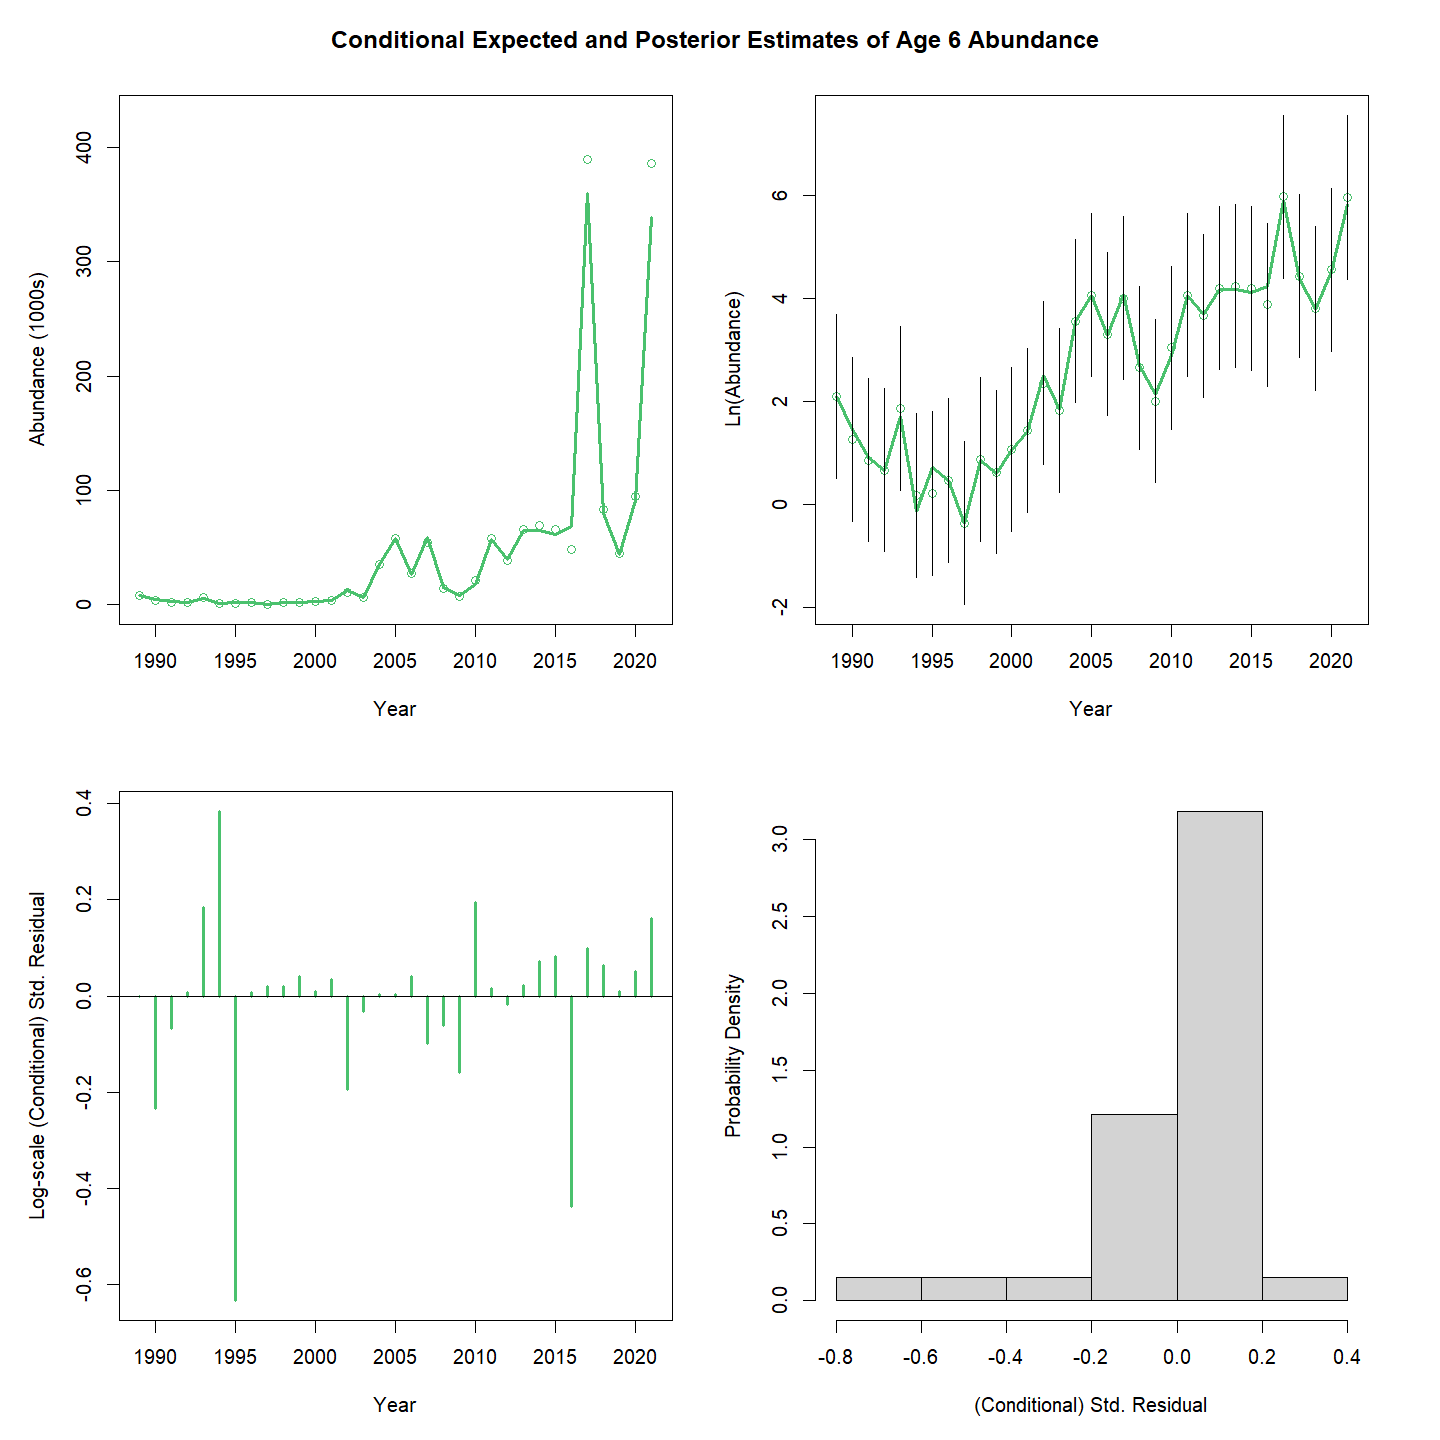 Conditional Expected and Posterior Estimates of Age 6 Abundance
Abundance (1000s)
400
300
200
100
0
1990 1995 2000 2005 2010 2015 2020
Year
Ln(Abundance)
6
4
2
0
-2
1990 1995 2000 2005 2010 2015 2020
Year
Log-scale (Conditional) Std. Residual
0.4
0.2
0.0
-0.2
-0.4
-0.6
1990 1995 2000 2005 2010 2015 2020
Year
Probability Density
3.0
2.5
2.0
1.5
1.0
0.5
0.0
-0.8 -0.6 -0.4 -0.2 0.0 0.2 0.4
(Conditional) Std. Residual